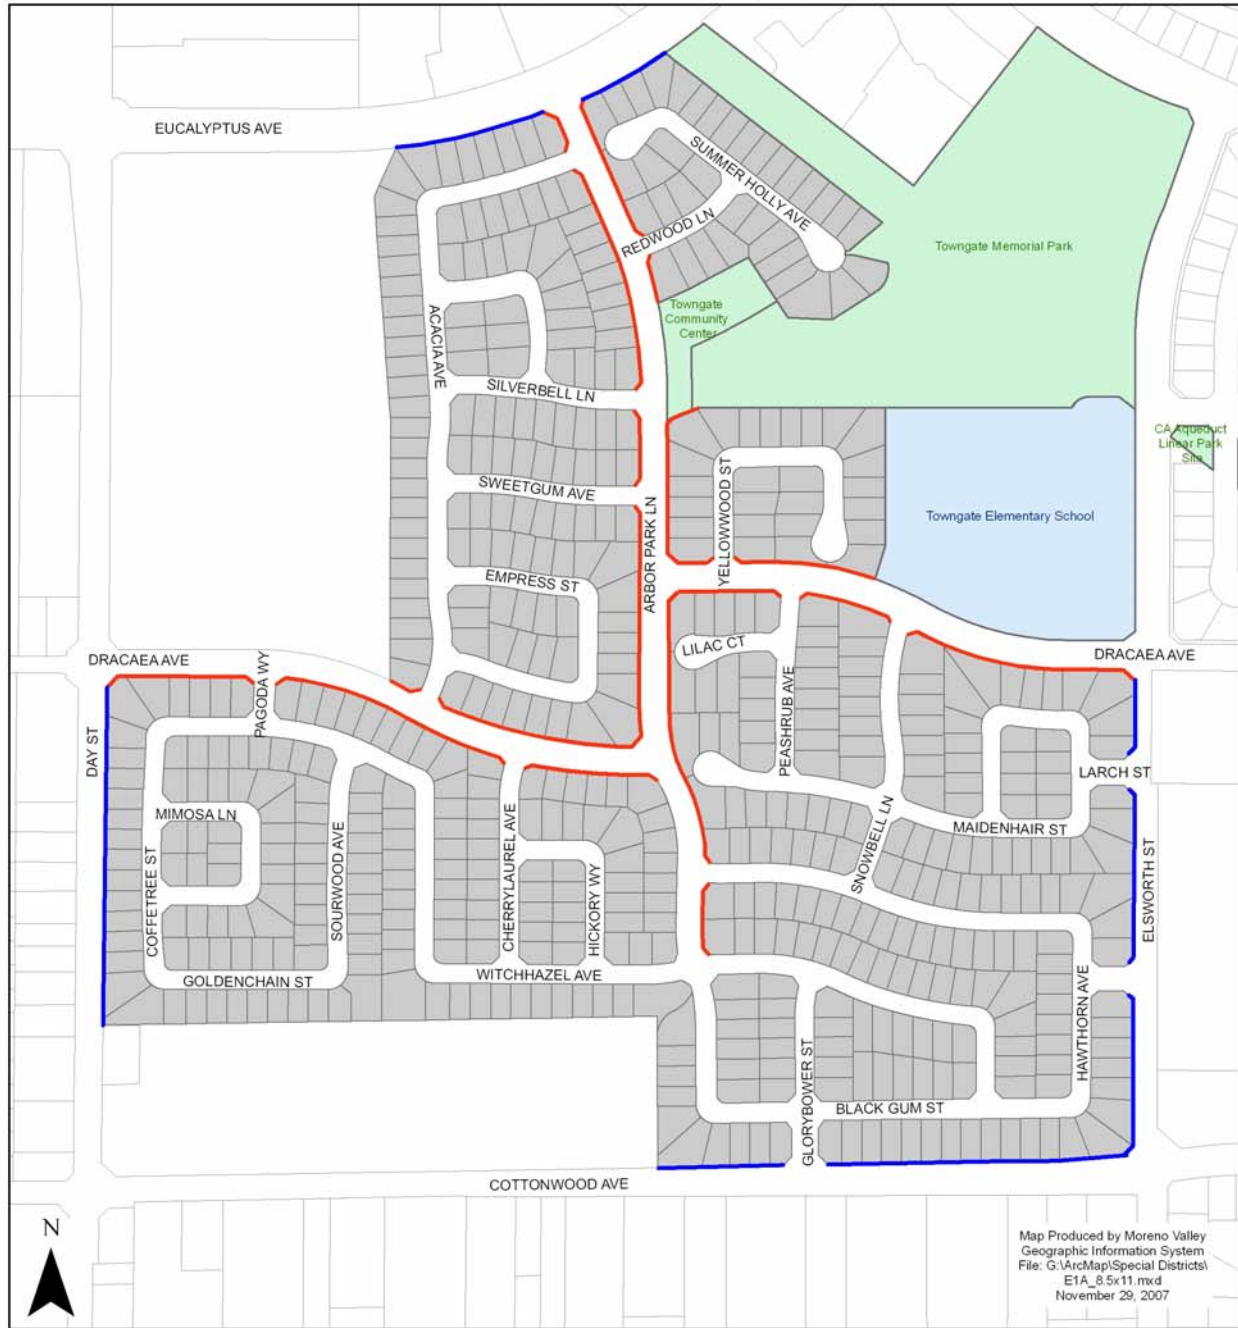 EUCALYPTUS AVE
SUMMER HOLLY AVE
REDWOOD LN
Towngate Memorial Park
Towngate
Community
Center
ACACIA AVE
SILVERBELL LN
CA Aqueduct
Linear Park
Site
SWEETGUM AVE
YELLOWWOOD ST
Towngate Elementary School
ARBOR PARK LN
EMPRESS ST
LILAC CT
DRACAEA AVE
DRACAEA AVE
PAGODA WY
PEASHRUB AVE
DAY ST
LARCH ST
MIMOSA LN
MAIDENHAIR ST
SNOWBELL LN
COFFETREE ST
SOURWOOD AVE
CHERRYLAUREL AVE
HICKORY WY
ELSWORTH ST
GOLDENCHAIN ST
WITCHHAZEL AVE
HAWTHORN AVE
GLORYBOWER ST
BLACK GUM ST
COTTONWOOD AVE
N
Map Produced by Moreno Valley
Geographic Information System
File: G:\ArcMap\Special Districts\
E1A_8.5x11.mxd
November 29, 2007